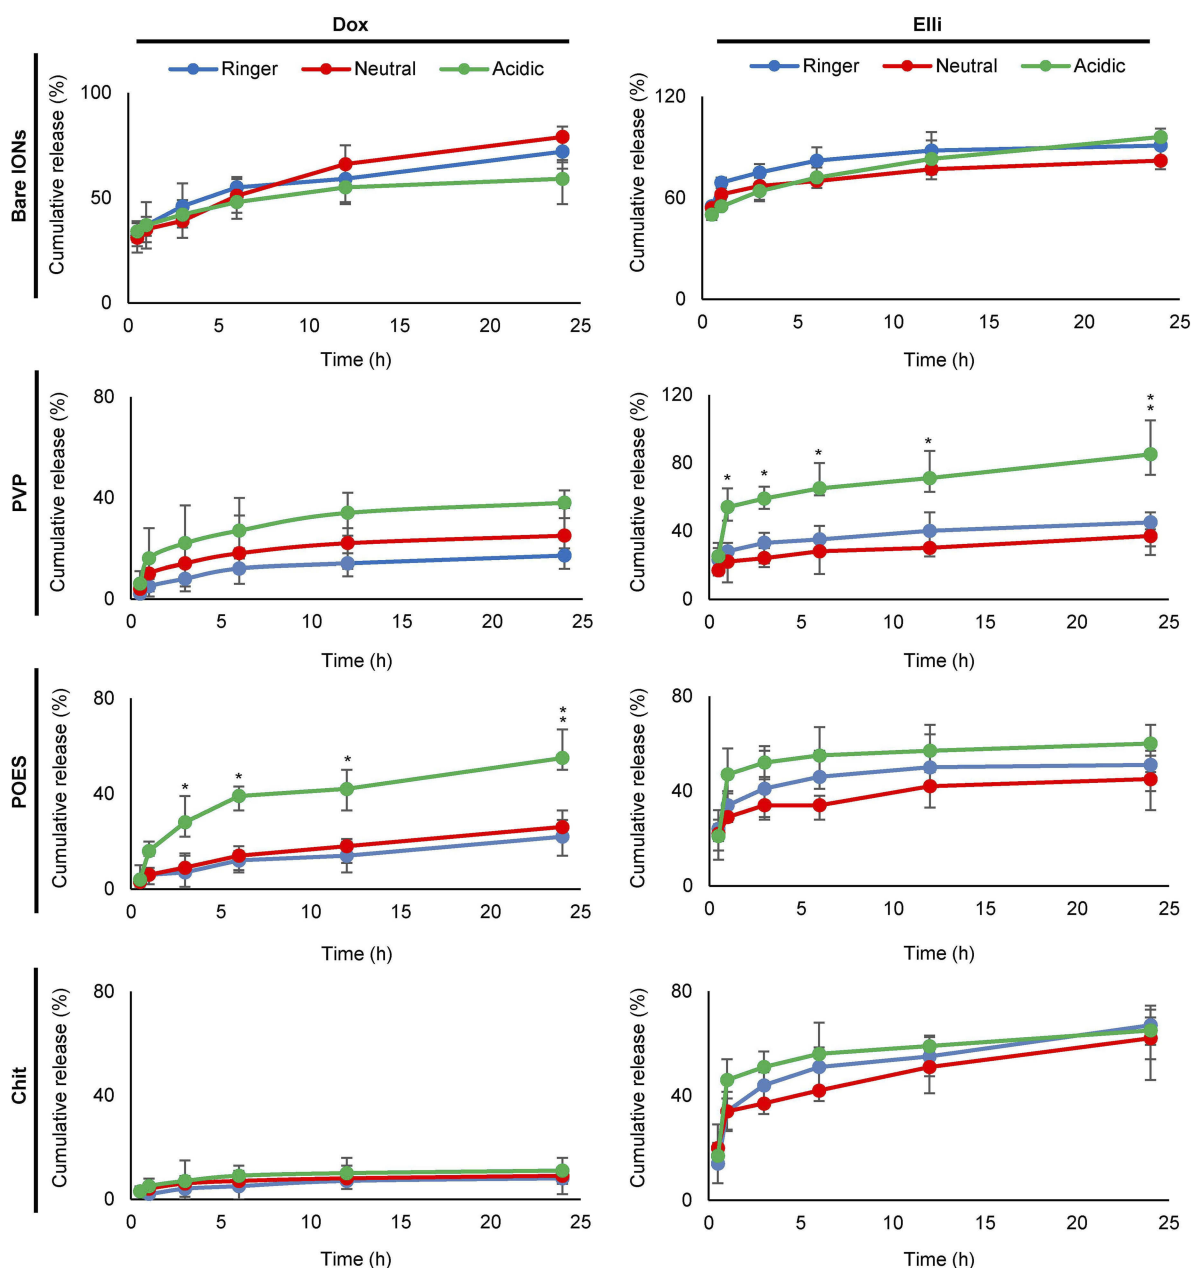 Dox
Elli
Ringer Neutral Acidic
Ringer Neutral Acidic
Bare IONs
Cumulative release (%)
100
50
0
0 5 10 15 20 25
Time (h)
Cumulative release (%)
120
60
0
0 5 10 15 20 25
Time (h)
PVP
Cumulative release (%)
80
40
0
0 5 10 15 20 25
Time (h)
Cumulative release (%)
120
80
40
0
* * * * **
0 5 10 15 20 25
Time (h)
POES
Cumulative release (%)
80
40
0
* * * **
0 5 10 15 20 25
Time (h)
Cumulative release (%)
80
40
0
0 5 10 15 20 25
Time (h)
Chit
Cumulative release (%)
80
40
0
0 5 10 15 20 25
Time (h)
Cumulative release (%)
80
40
0
0 5 10 15 20 25
Time (h)